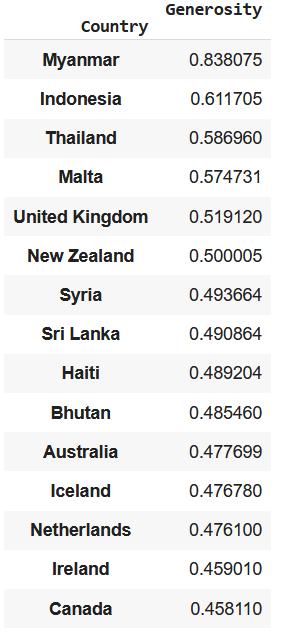 Generosity
Country
Myanmar 0.838075
Indonesia 0.611705
Thailand 0.586960
Malta 0.574731
United Kingdom 0.519120
New Zealand 0.500005
Syria 0.493664
Sri Lanka 0.490864
Haiti 0.489204
Bhutan 0.485460
Australia 0.477699
Iceland 0.476780
Netherlands 0.476100
Ireland 0.459010
Canada 0.458110